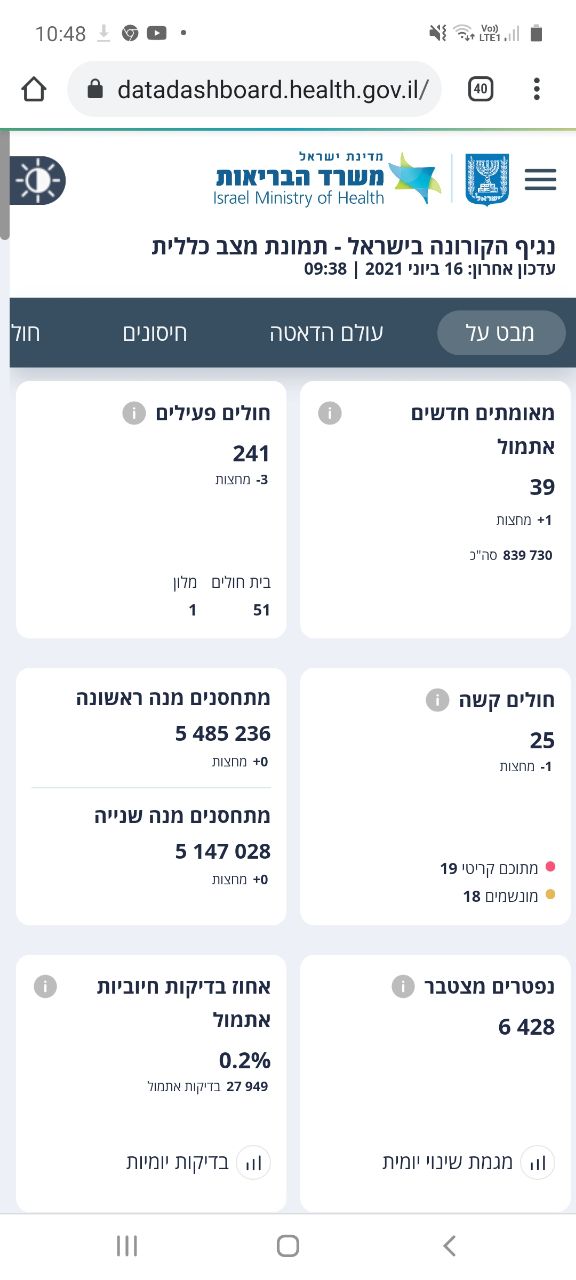 10:48
Vo))
LTE1
datadashboard.health.gov.il/
40
מדינת ישראל
משרד הבריאות
Israel Ministry of Health
ישראל
נגיף הקורונה בישראל - תמונת מצב כללית
עדכון אחרון: 16 ביוני 2021 | 09:38
מבט על
עולם הדאטה
חיסונים
חול
מאומתים חדשים
אתמול
39
+1 מחצות
839 730 סה"כ
חולים פעילים
241
-3 מחצות
בית חולים מלון
51 1
חולים קשה
25
-1 מחצות
מתוכם קריטי 19
מונשמים 18
מתחסנים מנה ראשונה
5 485 236
+0 מחצות
מתחסנים מנה שנייה
5 147 028
+0 מחצות
נפטרים מצטבר
6 428
מגמת שינוי יומית
אחוז בדיקות חיוביות
אתמול
0.2%
27 949 בדיקות אתמול
בדיקות יומיות